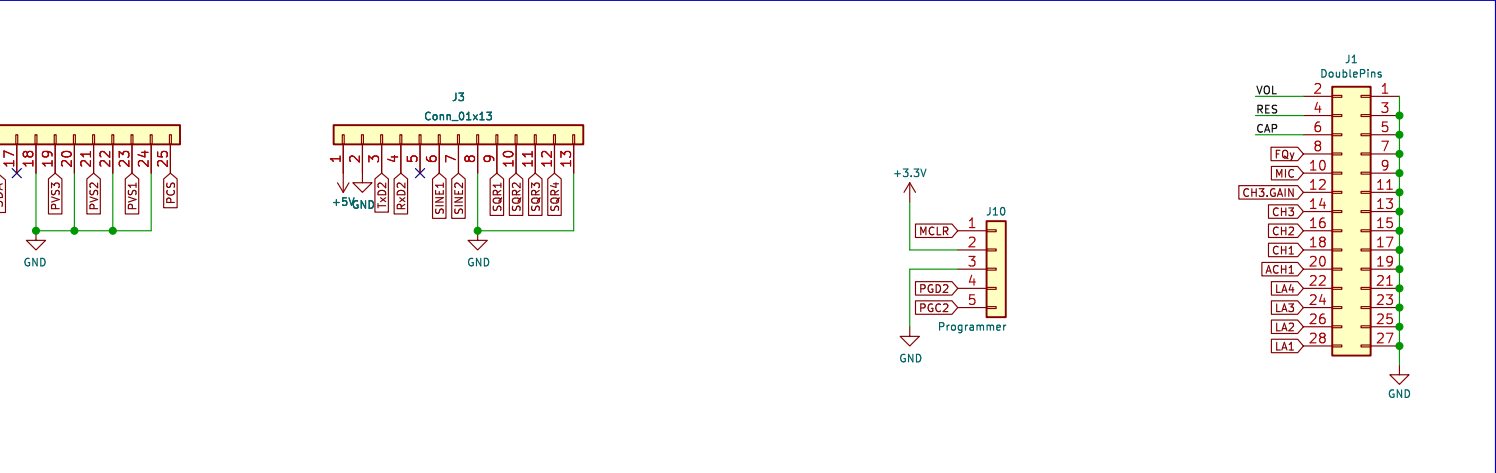 17
18
19
20
21
22
23
24
25
PVS3
PVS2
PVS1
PCS
GND
J3
Conn_01x13
1
2
3
4
5
6
7
8
9
10
11
12
13
+5V
GND
TxD2
RxD2
SINE1
SINE2
SQR1
SQR2
SQR3
SQR4
GND
+3.3V
J10
MCLR 1
2
3
PGD2 4
PGC2 5
Programmer
GND
J1
DoublePins
VOL 2 1
RES 4 3
CAP 6 5
FQy 8 7
MIC 10 9
CH3.GAIN 12 11
CH3 14 13
CH2 16 15
CH1 18 17
ACH1 20 19
LA4 22 21
LA3 24 23
LA2 26 25
LA1 28 27
GND